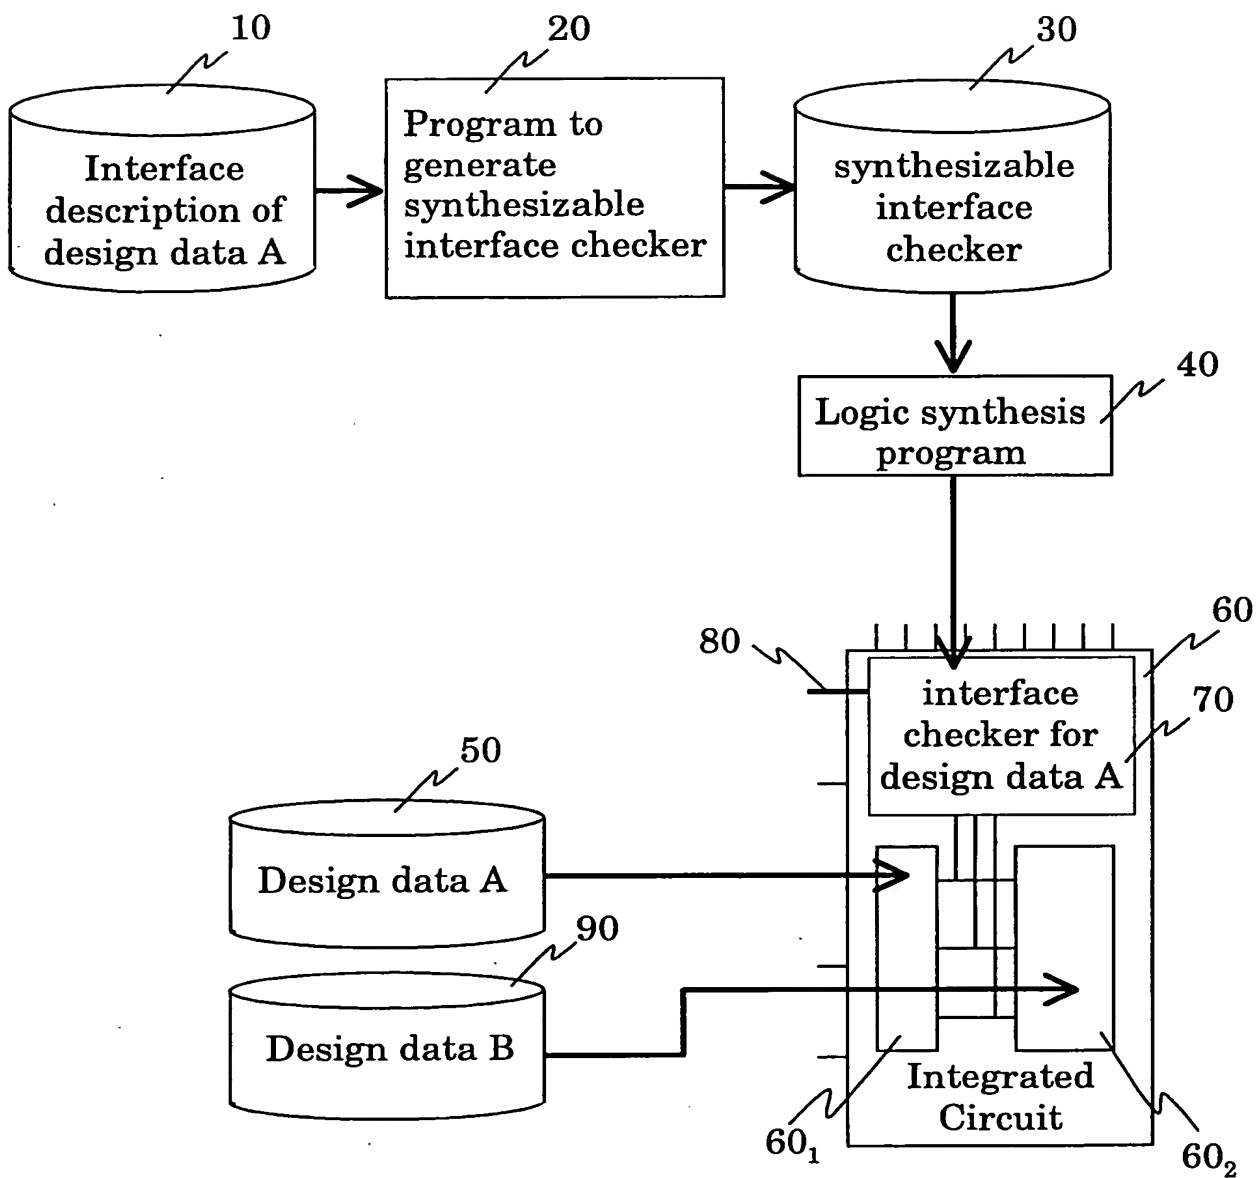 10
20
30
Interface
description of
design data A
Program to
generate
synthesizable
interface checker
synthesizable
interface
checker
40
Logic synthesis
program
60
80
interface
checker for
design data A
70
50
Design data A
90
Design data B
Integrated
Circuit
60₁
60₂